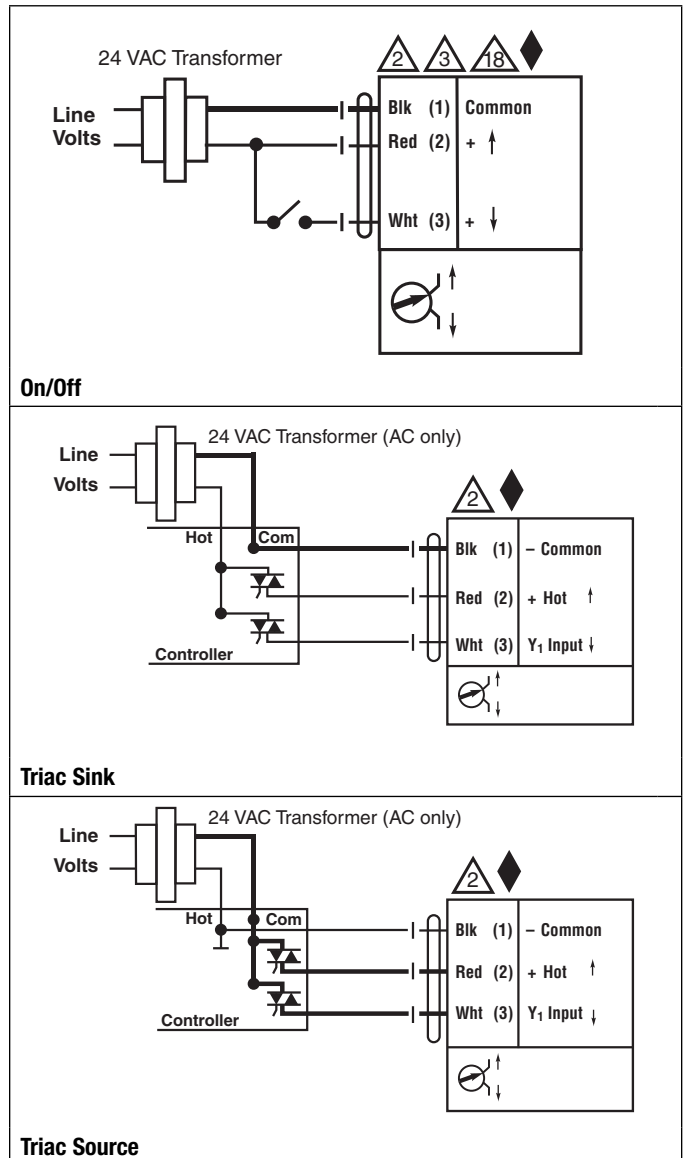 24 VAC Transformer
2 3 18
Line
Volts
Blk (1) Common
Red (2) + ↑
Wht (3) + ↓
↑
↓
On/Off
24 VAC Transformer (AC only)
Line
Volts
2
Hot Com
Blk (1) – Common
Red (2) + Hot ↑
Wht (3) Y₁ Input ↓
Controller
↑
↓
Triac Sink
24 VAC Transformer (AC only)
Line
Volts
2
Hot Com
Blk (1) – Common
Red (2) + Hot ↑
Wht (3) Y₁ Input ↓
Controller
↑
↓
Triac Source